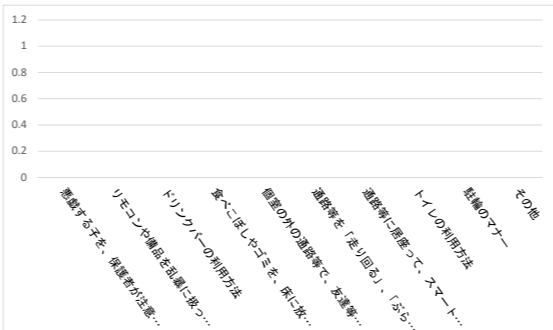 1.2
1
0.8
0.6
0.4
0.2
0
悪戯する子を、保護者が注意…
リモコンや備品を乱暴に扱っ…
ドリンクバーの利用方法
食べこぼしやゴミを、床に放…
個室の外の通路等で、友達等…
通路等を「走り回る」、「ぶら…
通路等に居座って、スマート…
トイレの利用方法
駐輪のマナー
その他